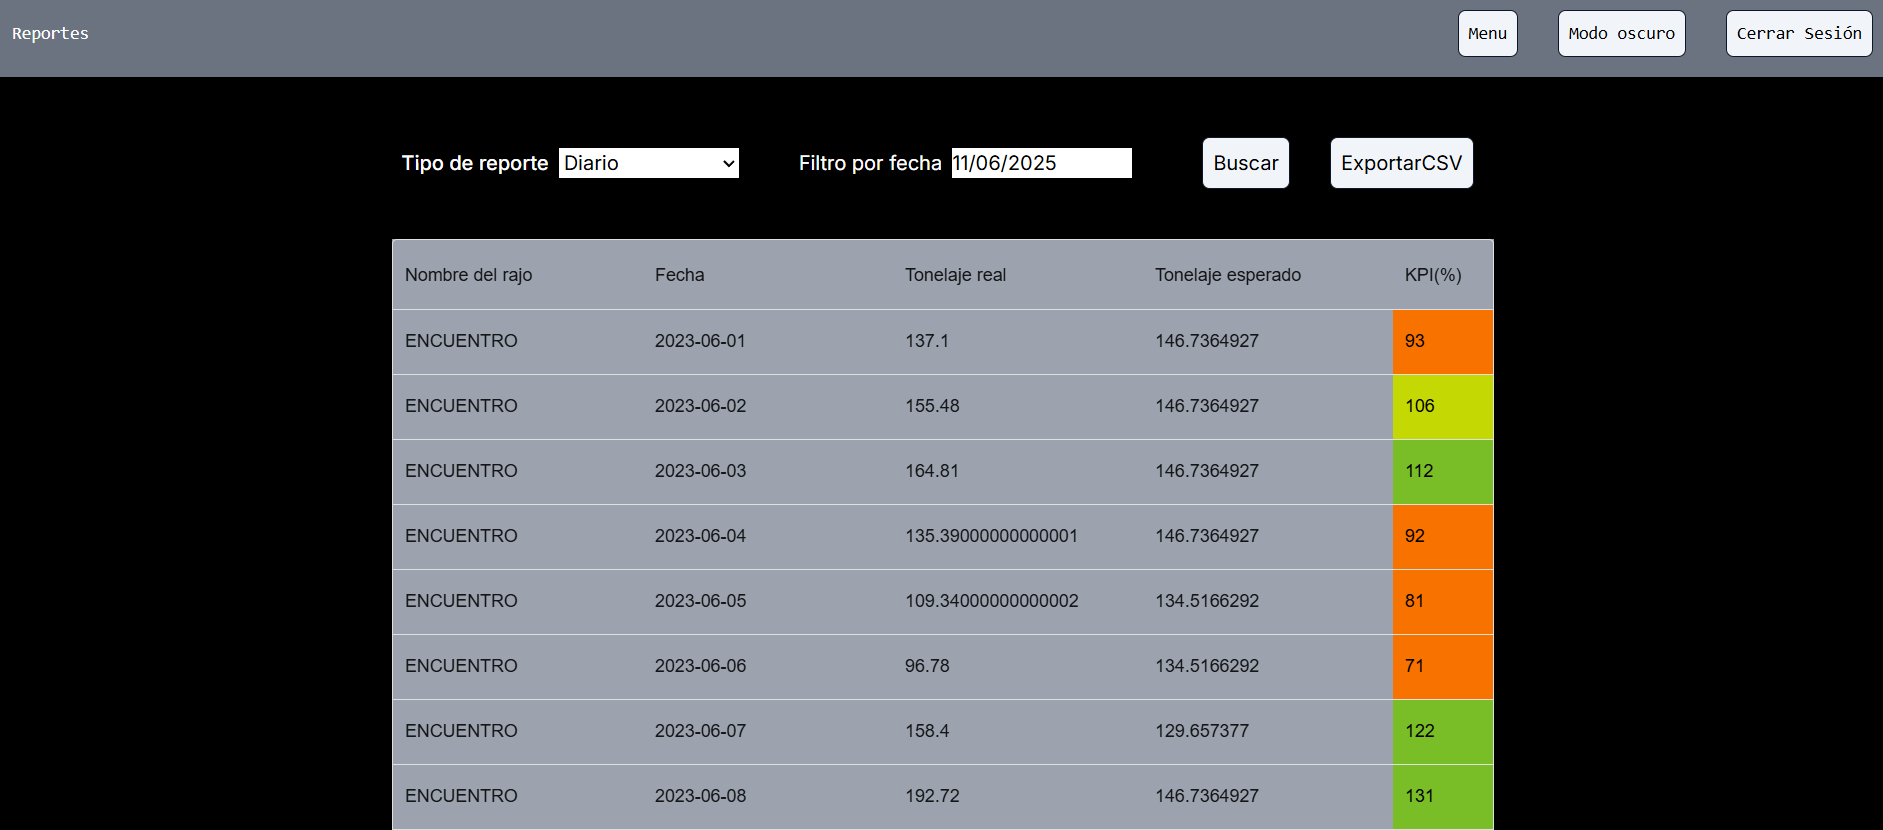 Reportes Menu Modo oscuro Cerrar Sesión
Tipo de reporte Diario Filtro por fecha 11/06/2025 Buscar ExportarCSV
Nombre del rajo Fecha Tonelaje real Tonelaje esperado KPI(%)
ENCUENTRO 2023-06-01 137.1 146.7364927 93
ENCUENTRO 2023-06-02 155.48 146.7364927 106
ENCUENTRO 2023-06-03 164.81 146.7364927 112
ENCUENTRO 2023-06-04 135.39000000000001 146.7364927 92
ENCUENTRO 2023-06-05 109.34000000000002 134.5166292 81
ENCUENTRO 2023-06-06 96.78 134.5166292 71
ENCUENTRO 2023-06-07 158.4 129.657377 122
ENCUENTRO 2023-06-08 192.72 146.7364927 131